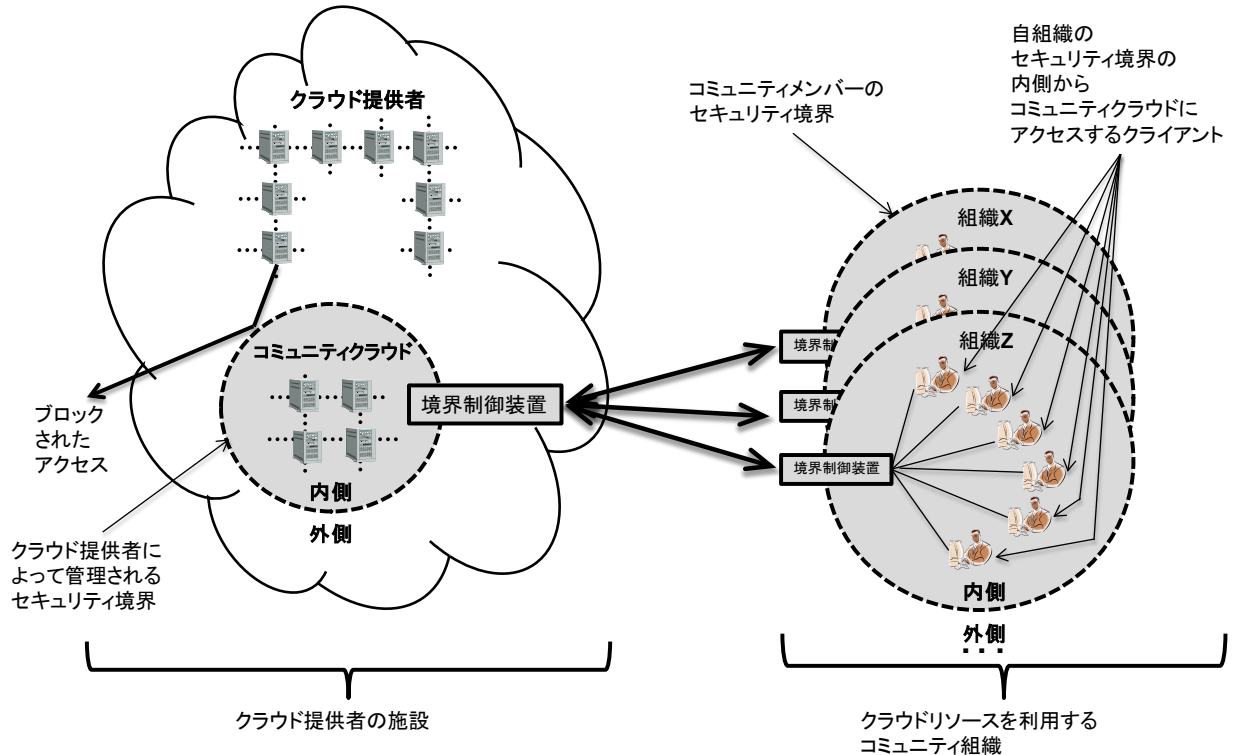 クラウド提供者
コミュニティクラウド
境界制御装置
内側
外側
ブロック
された
アクセス
クラウド提供者に
よって管理される
セキュリティ境界
クラウド提供者の施設
コミュニティメンバーの
セキュリティ境界
自組織の
セキュリティ境界の
内側から
コミュニティクラウドに
アクセスするクライアント
組織X
組織Y
組織Z
境界制
境界制
境界制御装置
内側
外側
クラウドリソースを利用する
コミュニティ組織